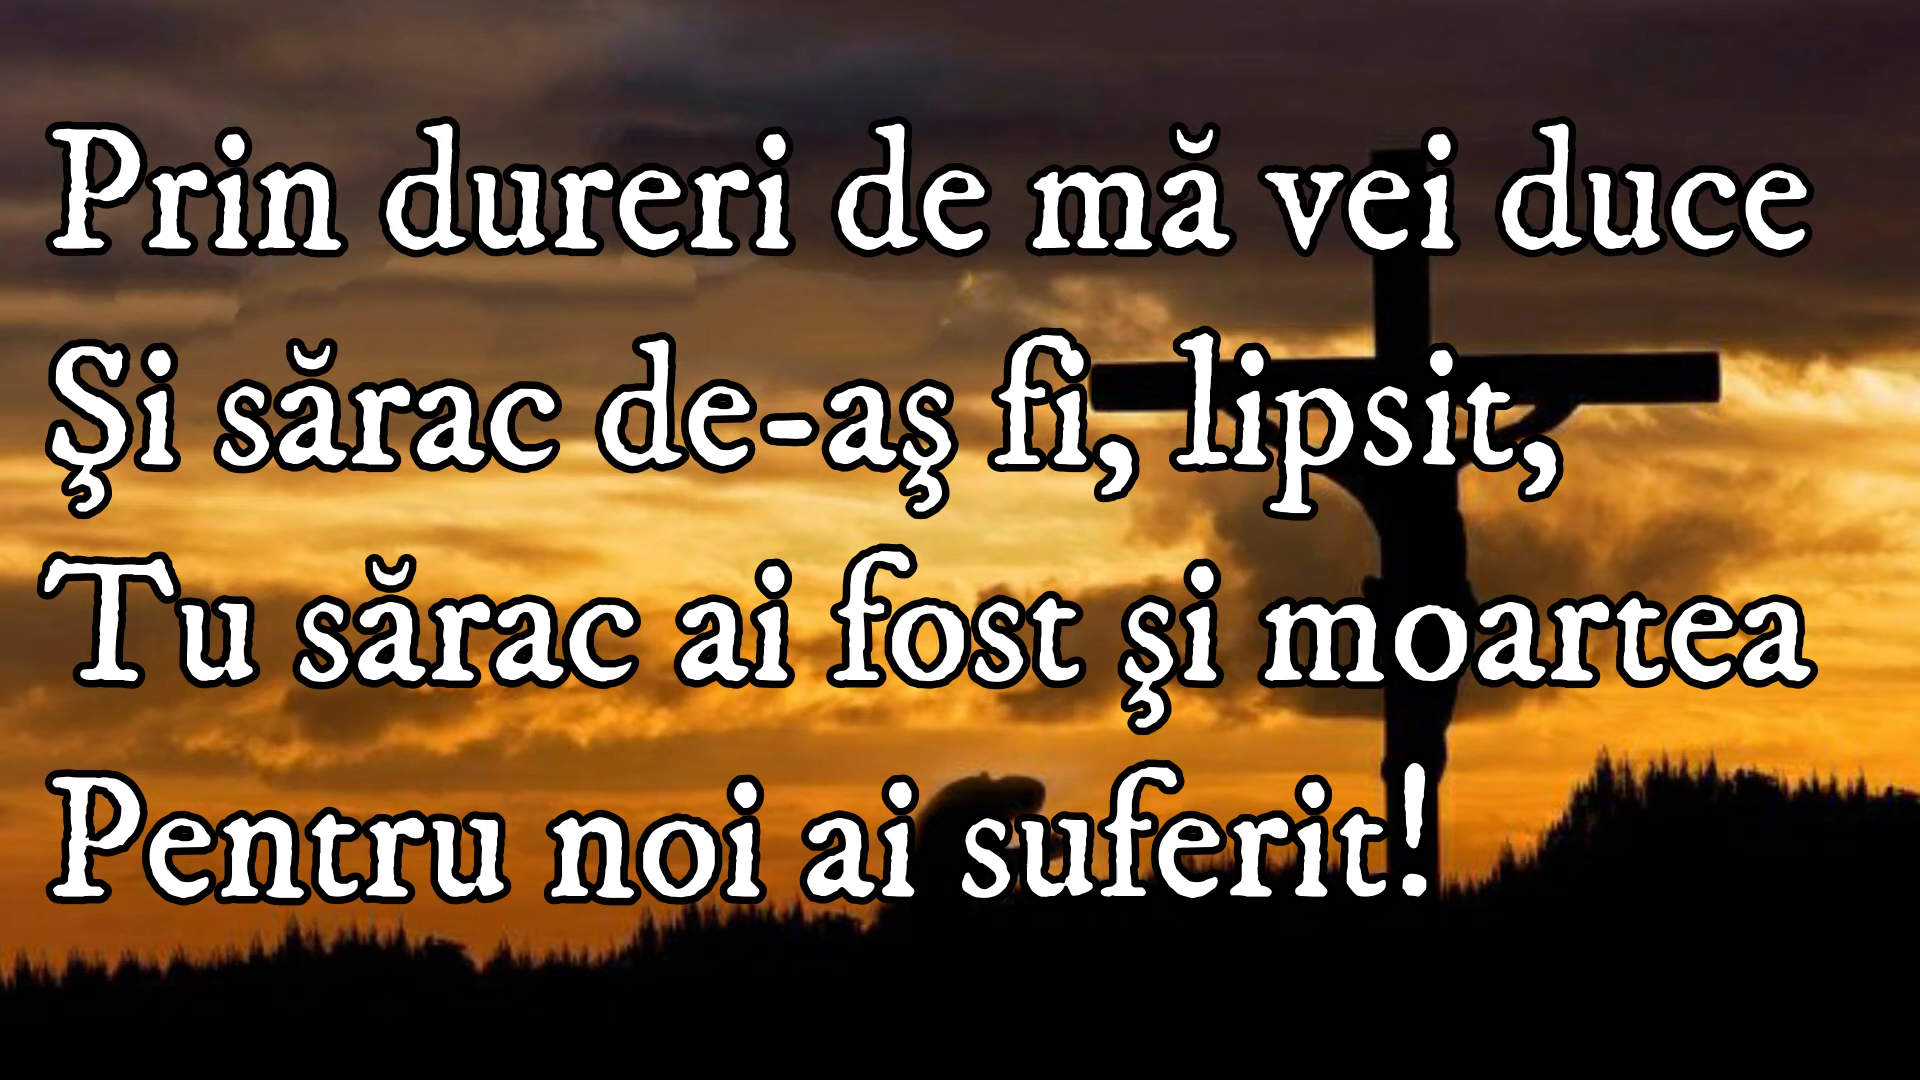 Prin dureri de mă vei duce
Şi sărac de-aş fi, lipsit,
Tu sărac ai fost şi moartea
Pentru noi ai suferit!